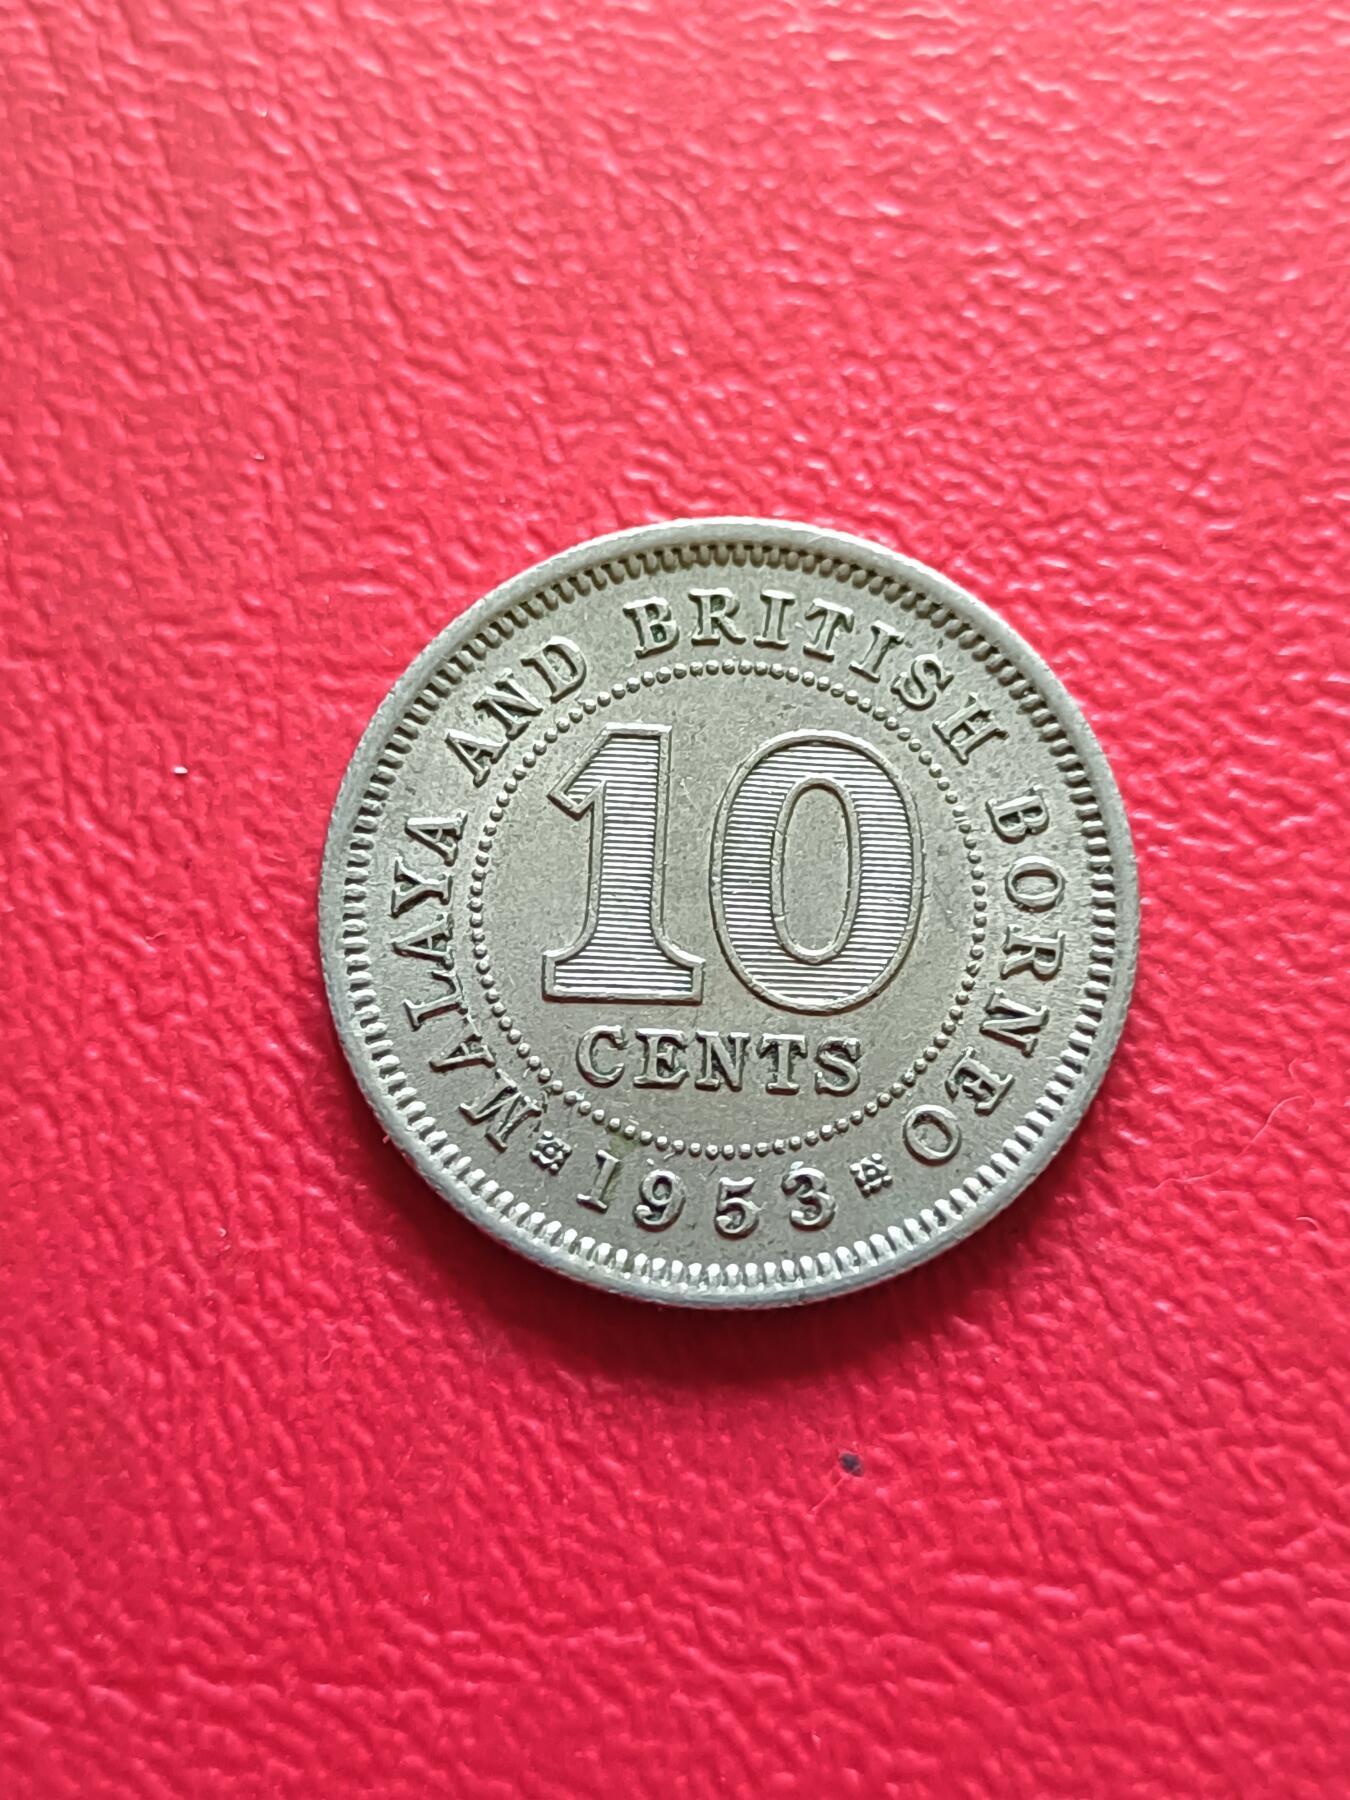 MALAYA AND BRITISH BORNEO
10
CENTS
1953